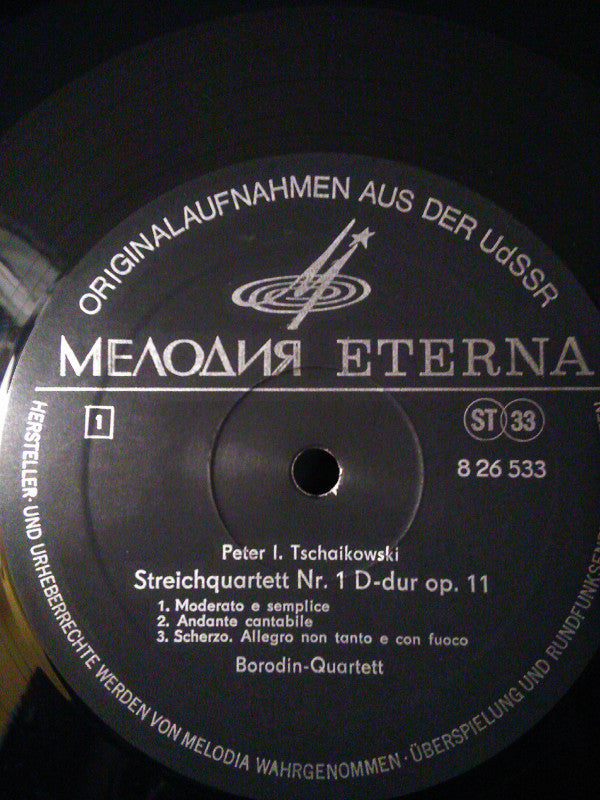 ORIGINALAUFNAHMEN AUS DER UdSSR
МЕЛОДИЯ ETERNA
1
ST 33
8 26 533
Peter I. Tschaikowski
Streichquartett Nr. 1 D-dur op. 11
1. Moderato e semplice
2. Andante cantabile
3. Scherzo. Allegro non tanto e con fuoco
Borodin-Quartett
HERSTELLER- UND URHEBERRECHTE WERDEN VON MELODIA WAHRGENOMMEN · ÜBERSPIELUNG UND